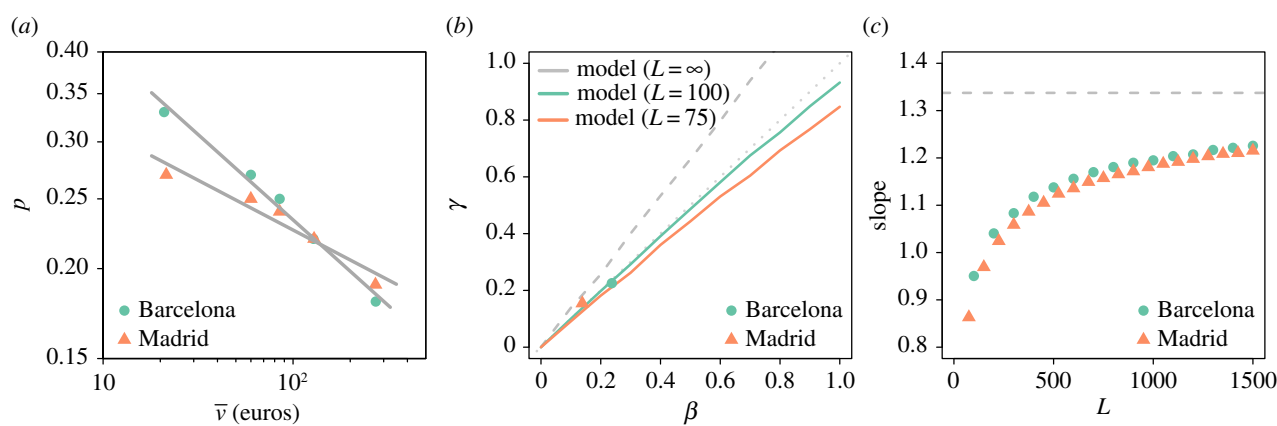 (a)
0.40
0.35
0.30
0.25
0.20
0.15
p
Barcelona
Madrid
10
10²
v̅ (euros)
(b)
1.0
0.8
0.6
0.4
0.2
0
γ
model (L = ∞)
model (L = 100)
model (L = 75)
Barcelona
Madrid
0 0.2 0.4 0.6 0.8 1.0
β
(c)
1.4
1.3
1.2
1.1
1.0
0.9
0.8
slope
Barcelona
Madrid
0 500 1000 1500
L